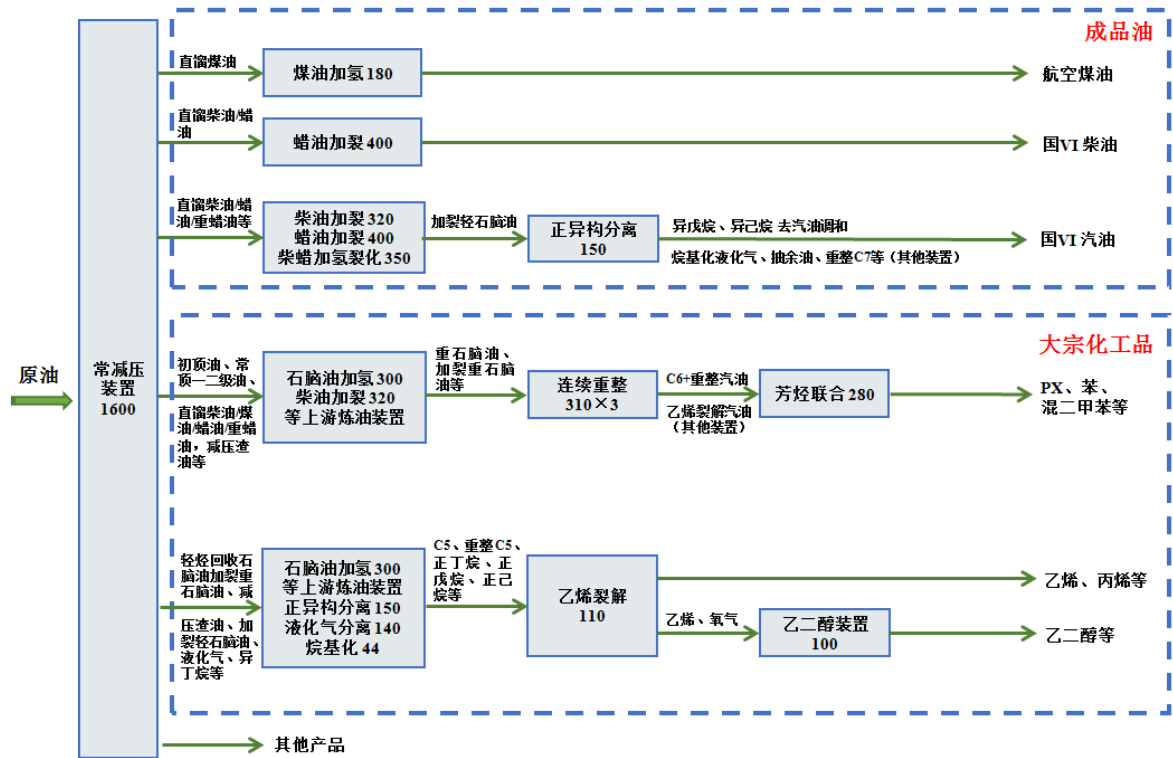 成品油
直馏煤油
煤油加氢180
航空煤油
直馏柴油/蜡
油
蜡油加裂400
国VI 柴油
直馏柴油/蜡
油/重蜡油等
柴油加裂320
蜡油加裂400
柴蜡加氢裂化350
加裂轻石脑油
正异构分离
150
异戊烷、异己烷 去汽油调和
烷基化液化气、抽余油、重整C7等（其他装置）
国VI 汽油
大宗化工品
原油
常减压
装置
1600
初顶油、常
顶一二级油、
直馏柴油/煤
油/蜡油/重蜡
油，减压渣
油等
石脑油加氢300
柴油加裂320
等上游炼油装置
重石脑油、
加裂重石脑
油等
连续重整
310×3
C6+重整汽油
乙烯裂解汽油
（其他装置）
芳烃联合280
PX、苯、
混二甲苯等
轻烃回收石
脑油加裂重
石脑油、减
压渣油、加
裂轻石脑油、
液化气、异
丁烷等
石脑油加氢300
等上游炼油装置
正异构分离150
液化气分离140
烷基化44
C5、重整C5、
正丁烷、正
戊烷、正己
烷等
乙烯裂解
110
乙烯、丙烯等
乙烯、氧气
乙二醇装置
100
乙二醇等
其他产品